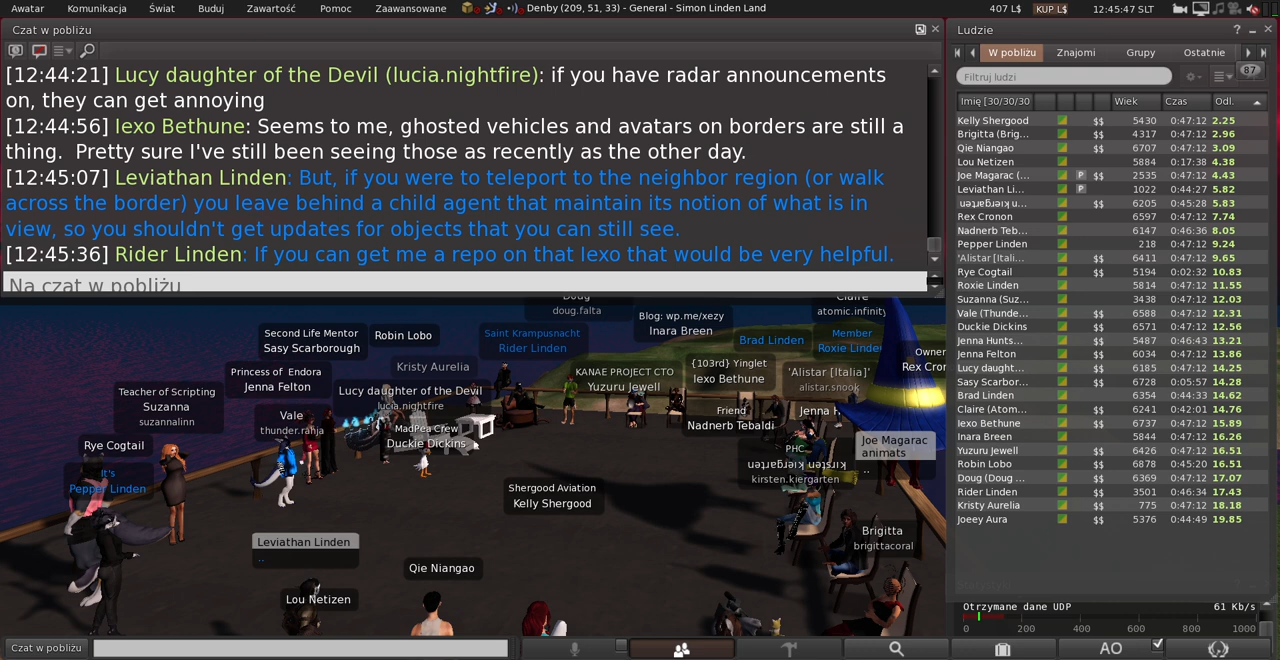 Awatar Komunikacja Świat Buduj Zawartość Pomoc Zaawansowane Denby (209, 51, 33) - General - Simon Linden Land 407 L$ KUP L$ 12:45:47 SLT
Czat w pobliżu
[12:44:21] Lucy daughter of the Devil (lucia.nightfire): if you have radar announcements
on, they can get annoying
[12:44:56] Iexo Bethune: Seems to me, ghosted vehicles and avatars on borders are still a
thing. Pretty sure I've still been seeing those as recently as the other day.
[12:45:07] Leviathan Linden: But, if you were to teleport to the neighbor region (or walk
across the border) you leave behind a child agent that maintain its notion of what is in
view, so you shouldn't get updates for objects that you can still see.
[12:45:36] Rider Linden: If you can get me a repo on that Iexo that would be very helpful.
Na czat w pobliżu
Doug
doug.falta
Claire
atomic.infinity
Blog: wp.me/xezy
Inara Breen
Second Life Mentor
Sasy Scarborough
Robin Lobo
Saint Krampusnacht
Rider Linden
Brad Linden
Member
Roxie Linden
Owner
Rex Cron
Princess of Endora
Jenna Felton
Kristy Aurelia
KANAE PROJECT CTO
Yuzuru Jewell
{103rd} Yinglet
Iexo Bethune
'Alistar [Italia]'
alistar.snook
Teacher of Scripting
Suzanna
suzannalinn
Lucy daughter of the Devil
lucia.nightfire
Vale
thunder.rahja
MadPea Crew
Duckie Dickins
Friend
Nadnerb Tebaldi
Jenna H
Rye Cogtail
Joe Magarac
animats
PHC
uǝʇɹɐƃɹǝıʞ uǝʇsɹıʞ
kirsten.kiergarten
..
It's
Pepper Linden
Shergood Aviation
Kelly Shergood
Brigitta
brigittacoral
Leviathan Linden
..
Qie Niangao
Lou Netizen
Czat w pobliżu
Ludzie
W pobliżu Znajomi Grupy Ostatnie
Filtruj ludzi
87
Imię [30/30/30 Wiek Czas Odl.
Kelly Shergood $$ 5430 0:47:12 2.25
Brigitta (Brig... $$ 4317 0:47:12 2.96
Qie Niangao $$ 6707 0:47:12 3.09
Lou Netizen 5884 0:17:38 4.38
Joe Magarac (... P $$ 2535 0:47:12 4.43
Leviathan Li... P 1022 0:44:27 5.82
uǝʇɹɐƃɹǝıʞ u... $$ 6205 0:45:28 5.83
Rex Cronon 6597 0:47:12 7.74
Nadnerb Teb... 6147 0:46:36 8.05
Pepper Linden 218 0:47:12 9.24
'Alistar [Itali... $$ 6411 0:47:12 9.65
Rye Cogtail $$ 5194 0:02:32 10.83
Roxie Linden 5814 0:47:12 11.55
Suzanna (Suz... 3438 0:47:12 12.03
Vale (Thunde... $$ 6588 0:47:12 12.31
Duckie Dickins $$ 6571 0:47:12 12.56
Jenna Hunts... $$ 5487 0:46:43 13.21
Jenna Felton $$ 6034 0:47:12 13.86
Lucy daught... $$ 6185 0:47:12 14.25
Sasy Scarbor... $$ 6728 0:05:57 14.28
Brad Linden 6354 0:44:33 14.62
Claire (Atom... $$ 6241 0:42:01 14.76
Iexo Bethune $$ 6737 0:47:12 15.89
Inara Breen 5844 0:47:12 16.26
Yuzuru Jewell $$ 6426 0:47:12 16.51
Robin Lobo $$ 6878 0:45:20 16.51
Doug (Doug ... $$ 6369 0:47:12 17.07
Rider Linden 3501 0:46:34 17.43
Kristy Aurelia $$ 775 0:47:12 18.18
Joeey Aura $$ 5376 0:44:49 19.85
Otrzymane dane UDP 61 Kb/s
0 200 400 600 800 1000
AO